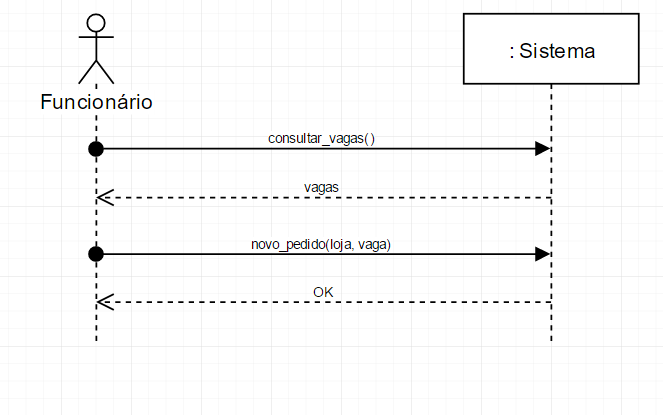 : Sistema
Funcionário
consultar_vagas( )
vagas
novo_pedido(loja, vaga)
OK